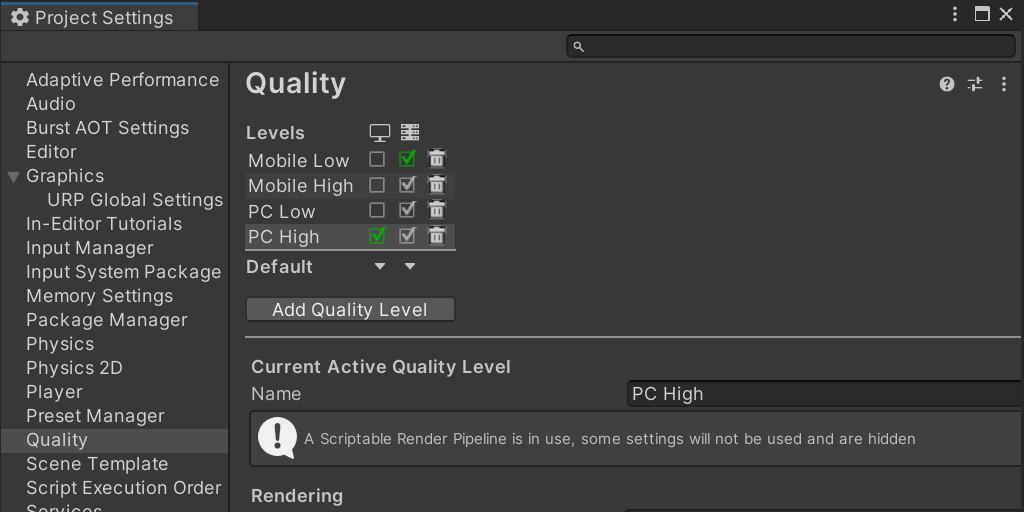 Project Settings
Adaptive Performance
Audio
Burst AOT Settings
Editor
Graphics
URP Global Settings
In-Editor Tutorials
Input Manager
Input System Package
Memory Settings
Package Manager
Physics
Physics 2D
Player
Preset Manager
Quality
Scene Template
Script Execution Order
Services
Quality
Levels
Mobile Low
Mobile High
PC Low
PC High
Default
Add Quality Level
Current Active Quality Level
Name PC High
A Scriptable Render Pipeline is in use, some settings will not be used and are hidden
Rendering